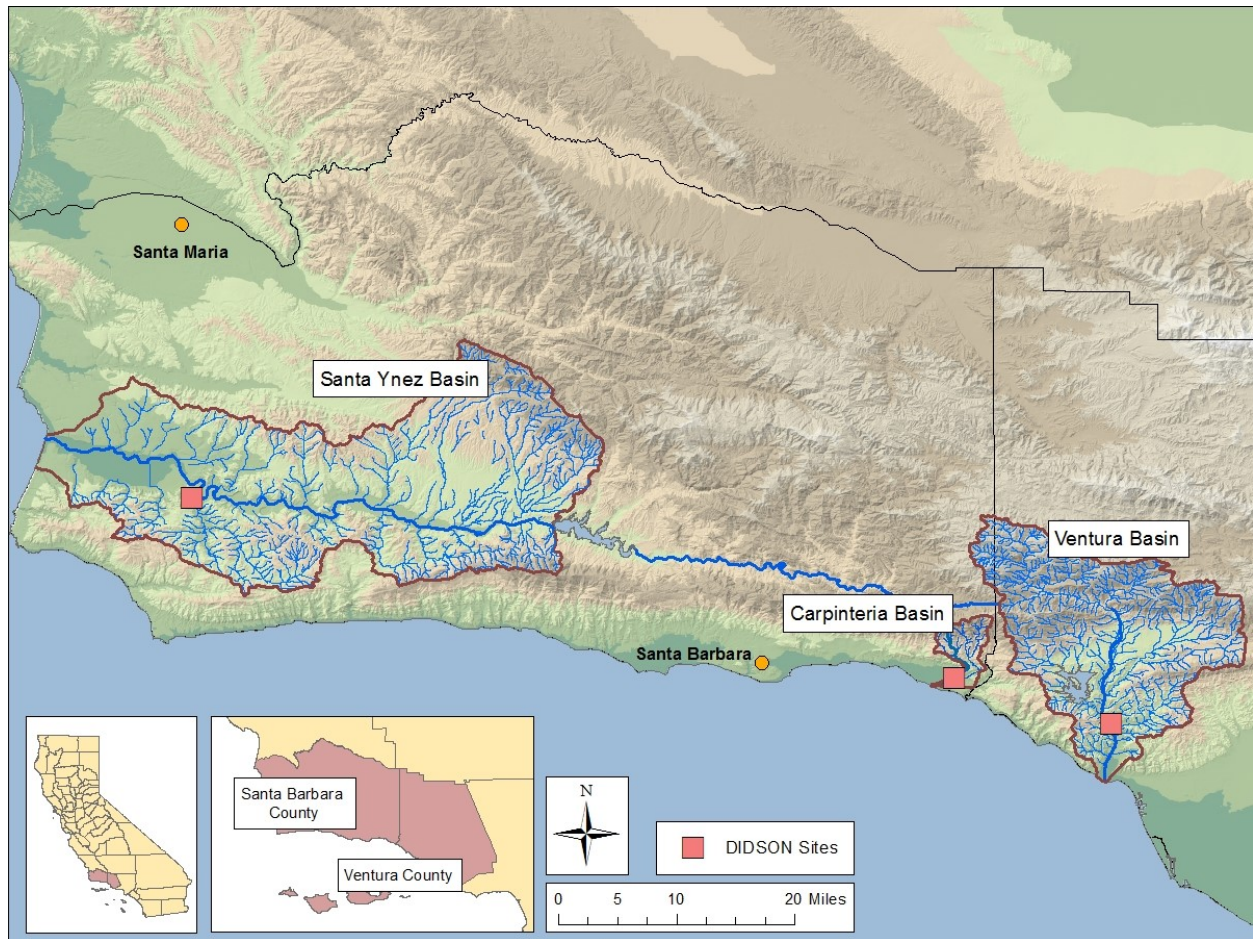 Santa Maria
Santa Ynez Basin
Ventura Basin
Carpinteria Basin
Santa Barbara
Santa Barbara
County
Ventura County
N
DIDSON Sites
0 5 10 20 Miles